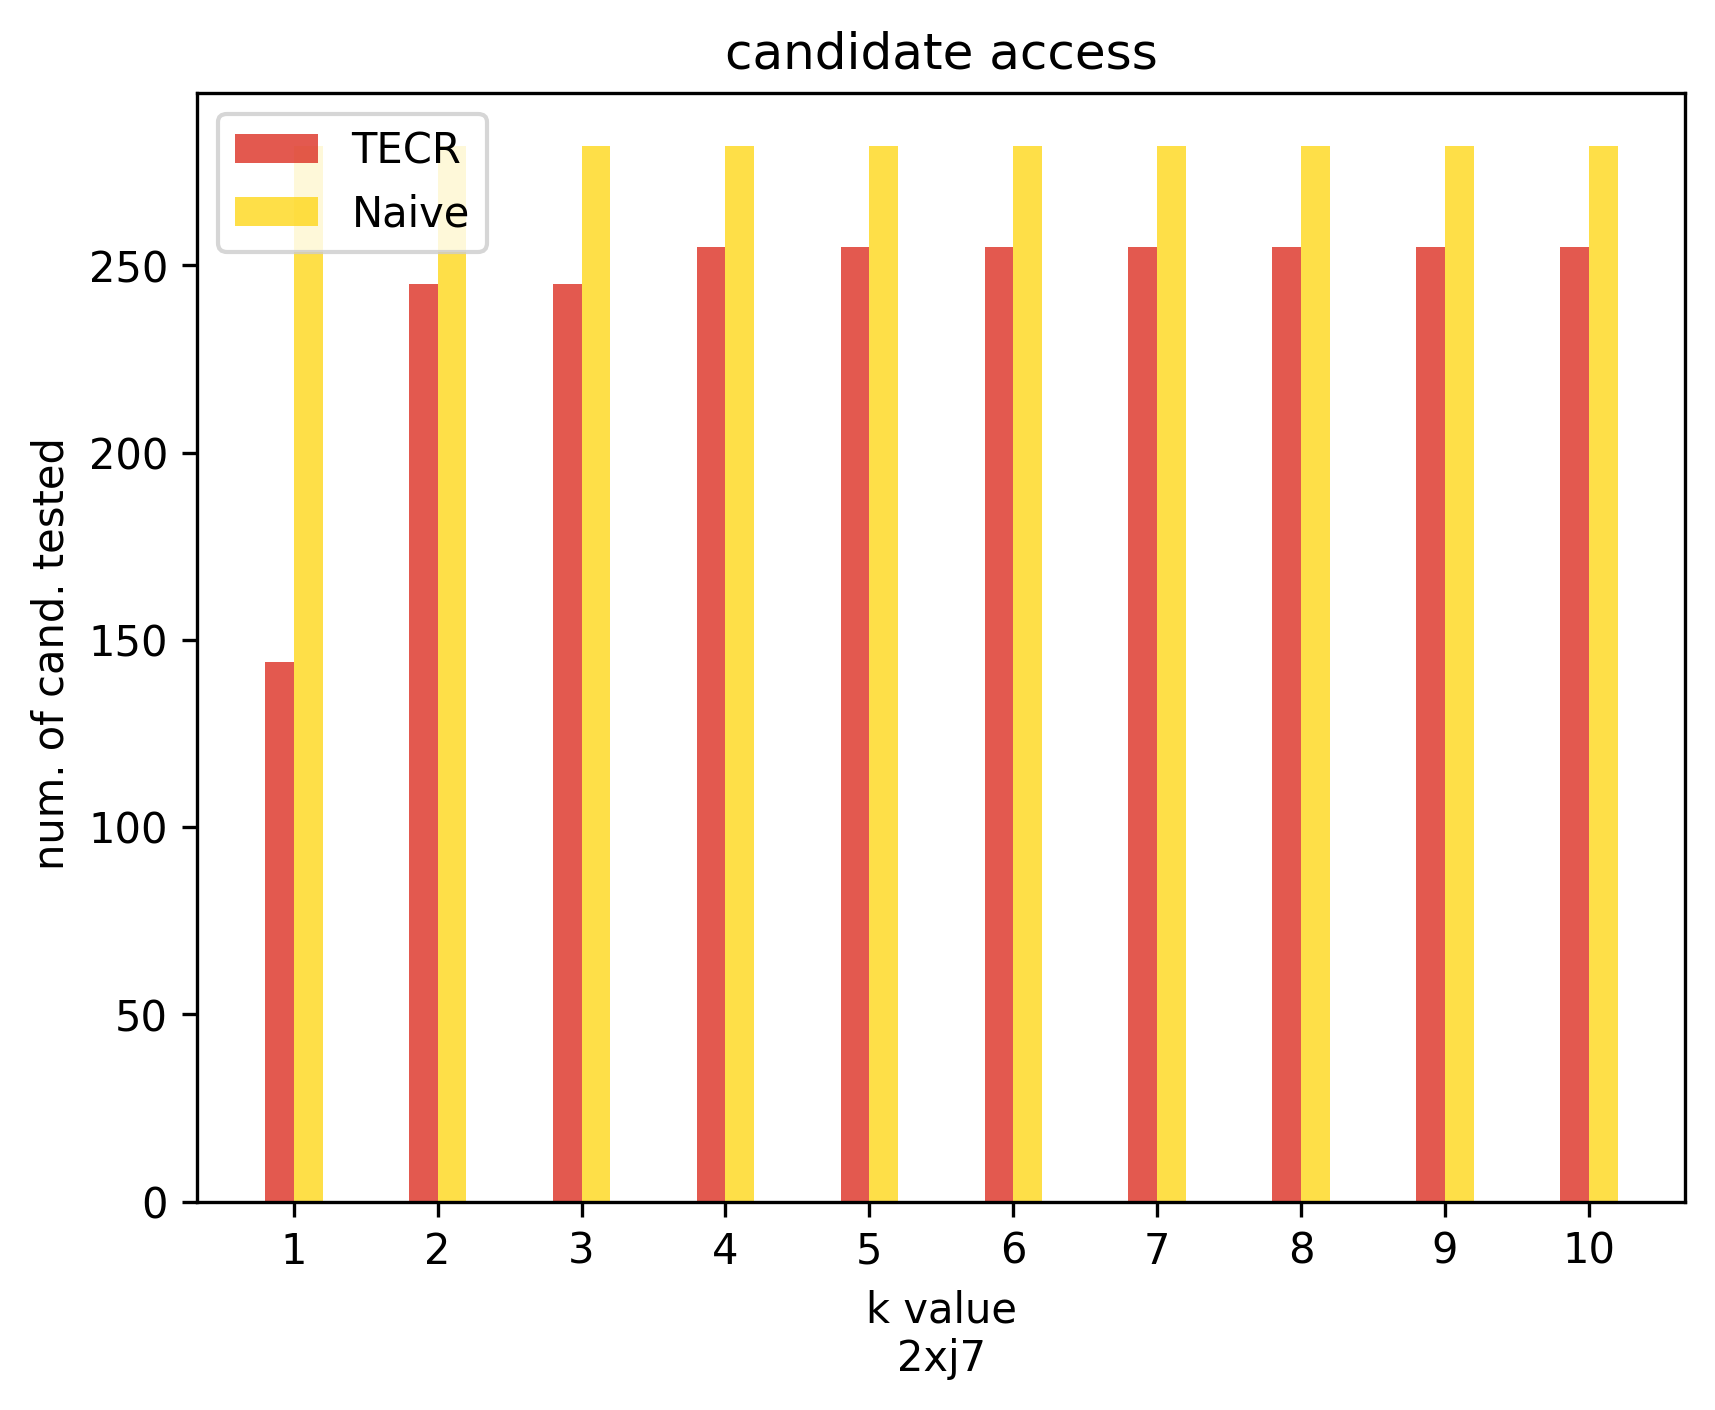 candidate access
TECR
Naive
num. of cand. tested
250
200
150
100
50
0
1 2 3 4 5 6 7 8 9 10
k value
2xj7